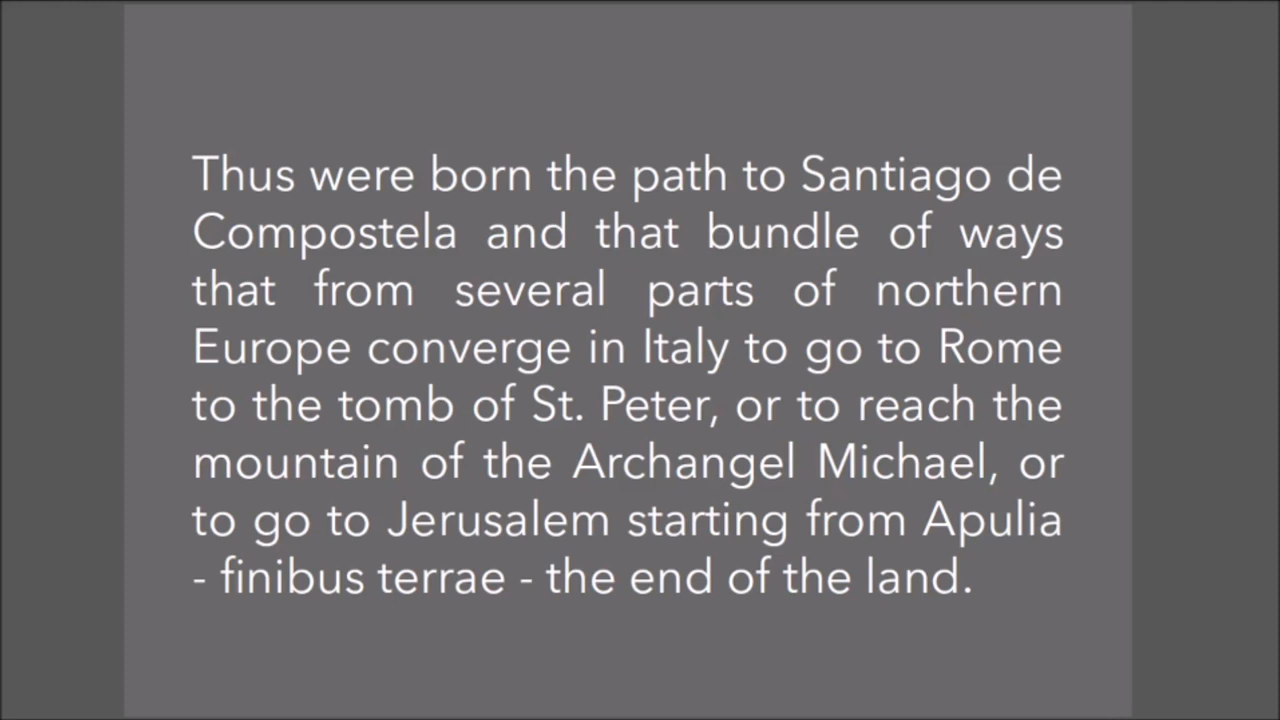 Thus were born the path to Santiago de
Compostela and that bundle of ways
that from several parts of northern
Europe converge in Italy to go to Rome
to the tomb of St. Peter, or to reach the
mountain of the Archangel Michael, or
to go to Jerusalem starting from Apulia
- finibus terrae - the end of the land.